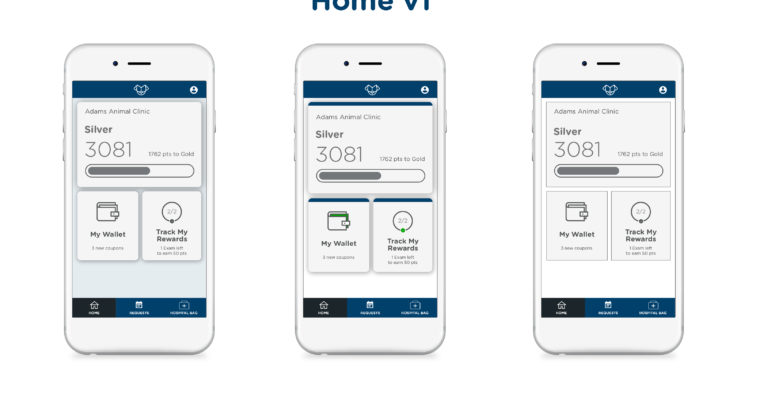 Home V1
Adams Animal Clinic
Silver
3081
1762 pts to Gold
My Wallet
3 new coupons
2/2
Track My
Rewards
1 Exam left
to earn 50 pts
HOME
REQUESTS
HOSPITAL BAG
Adams Animal Clinic
Silver
3081
1762 pts to Gold
My Wallet
3 new coupons
2/2
Track My
Rewards
1 Exam left
to earn 50 pts
HOME
REQUESTS
HOSPITAL BAG
Adams Animal Clinic
Silver
3081
1762 pts to Gold
My Wallet
3 new coupons
2/2
Track My
Rewards
1 Exam left
to earn 50 pts
HOME
REQUESTS
HOSPITAL BAG